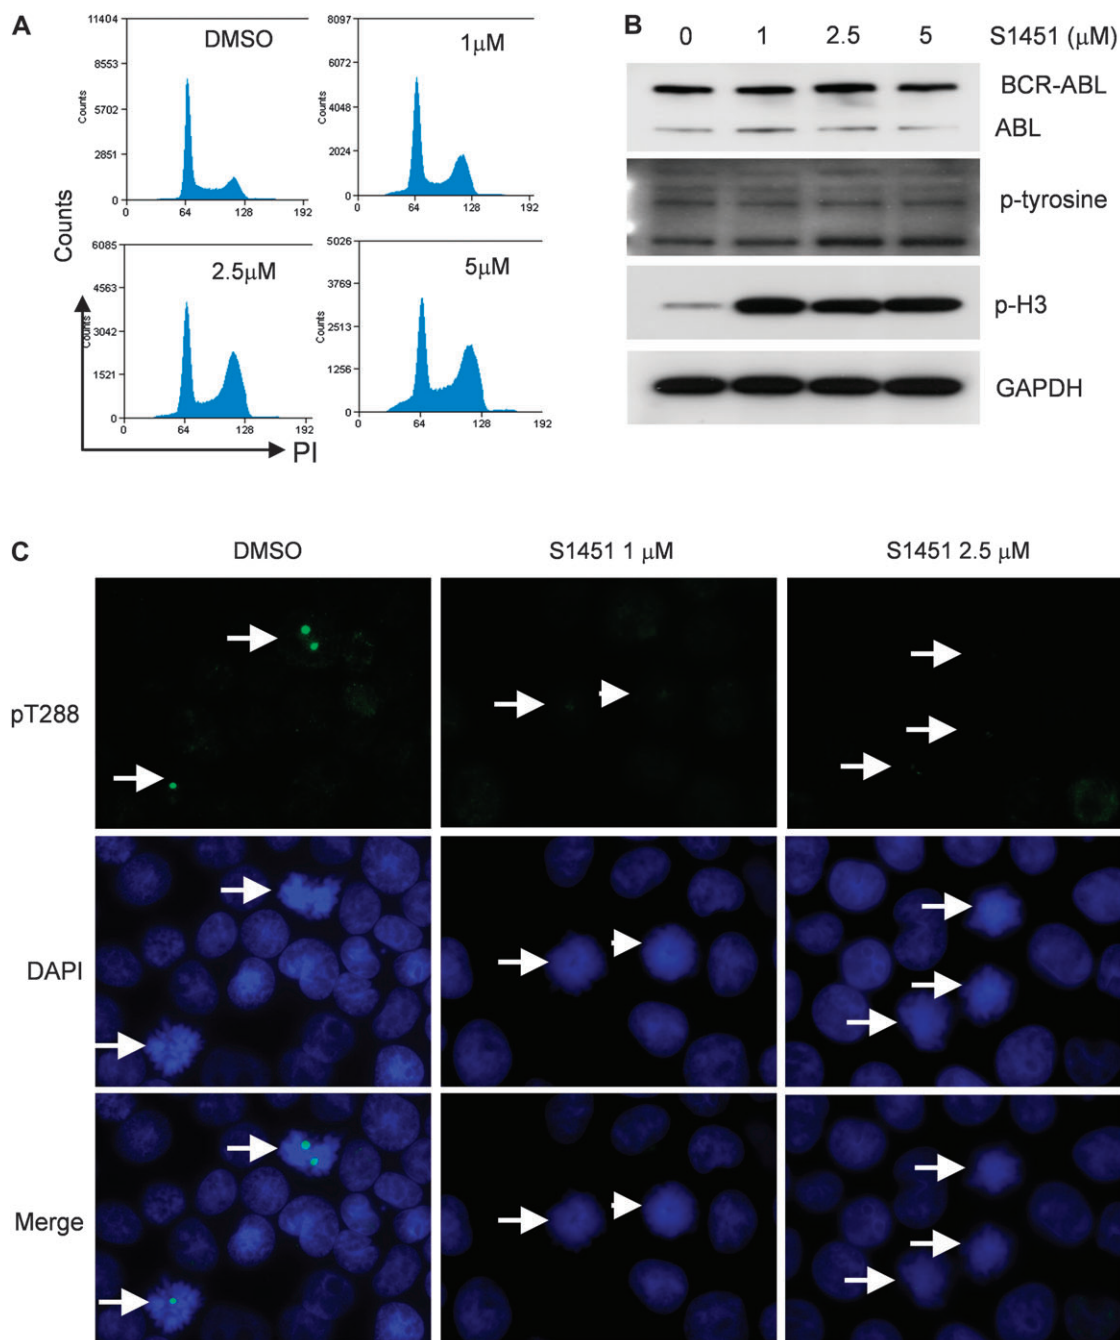 A
11404
8553
5702
2851
0
Counts
DMSO
0 64 128 192
8097
6072
4048
2024
0
Counts
1μM
0 64 128 192
Counts
6085
4563
3042
1521
0
Counts
2.5μM
0 64 128 192
5026
3769
2513
1256
0
Counts
5μM
0 64 128 192
PI
B
0 1 2.5 5 S1451 (μM)
BCR-ABL
ABL
p-tyrosine
p-H3
GAPDH
C
DMSO S1451 1 μM S1451 2.5 μM
pT288
DAPI
Merge